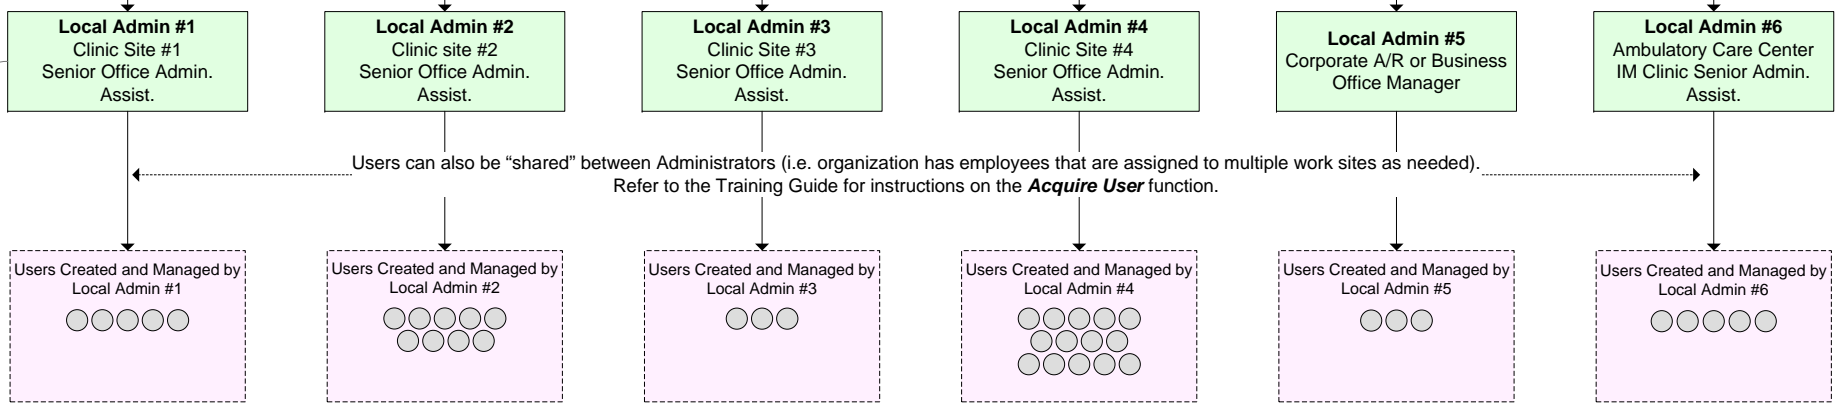 Local Admin #1
Clinic Site #1
Senior Office Admin.
Assist.
Local Admin #2
Clinic site #2
Senior Office Admin.
Assist.
Local Admin #3
Clinic Site #3
Senior Office Admin.
Assist.
Local Admin #4
Clinic Site #4
Senior Office Admin.
Assist.
Local Admin #5
Corporate A/R or Business
Office Manager
Local Admin #6
Ambulatory Care Center
IM Clinic Senior Admin.
Assist.
Users can also be “shared” between Administrators (i.e. organization has employees that are assigned to multiple work sites as needed).
Refer to the Training Guide for instructions on the Acquire User function.
Users Created and Managed by
Local Admin #1
Users Created and Managed by
Local Admin #2
Users Created and Managed by
Local Admin #3
Users Created and Managed by
Local Admin #4
Users Created and Managed by
Local Admin #5
Users Created and Managed by
Local Admin #6